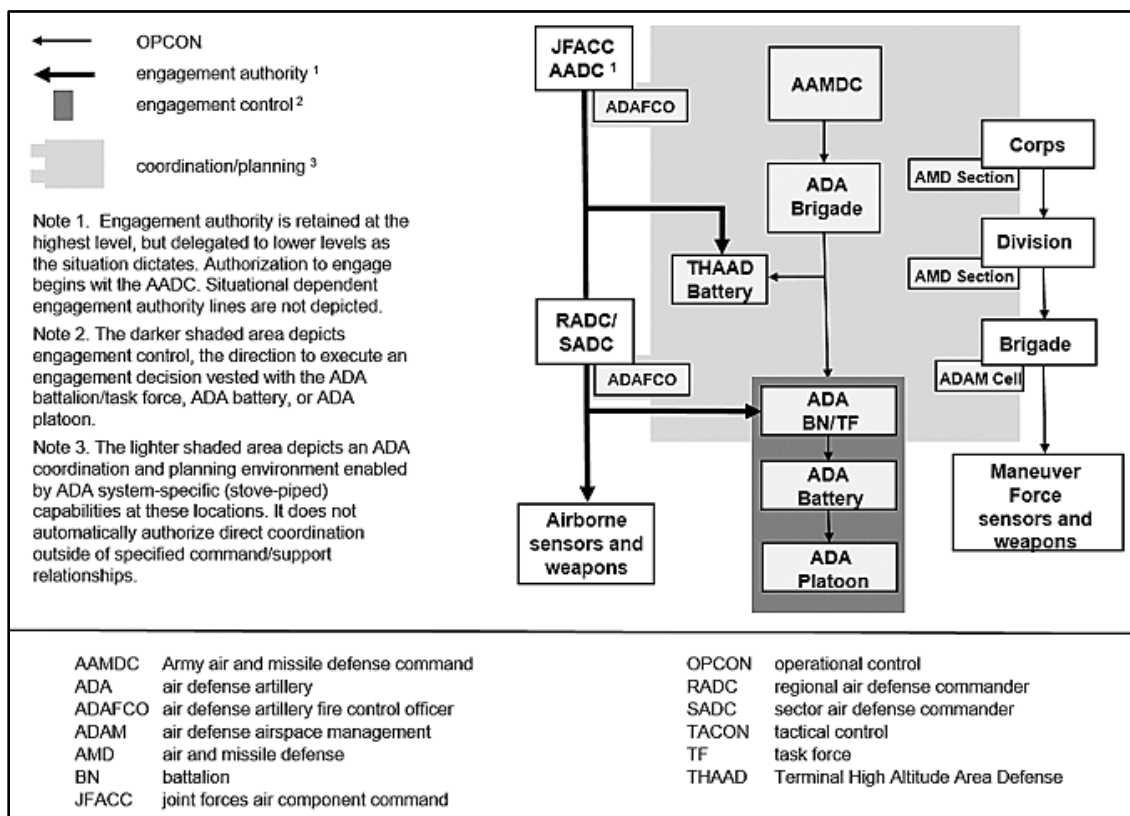 OPCON
engagement authority 1
engagement control 2
coordination/planning 3
Note 1. Engagement authority is retained at the
highest level, but delegated to lower levels as
the situation dictates. Authorization to engage
begins wit the AADC. Situational dependent
engagement authority lines are not depicted.
Note 2. The darker shaded area depicts
engagement control, the direction to execute an
engagement decision vested with the ADA
battalion/task force, ADA battery, or ADA
platoon.
Note 3. The lighter shaded area depicts an ADA
coordination and planning environment enabled
by ADA system-specific (stove-piped)
capabilities at these locations. It does not
automatically authorize direct coordination
outside of specified command/support
relationships.
JFACC
AADC 1
ADAFCO
RADC/
SADC
ADAFCO
Airborne
sensors and
weapons
AAMDC
ADA
Brigade
THAAD
Battery
ADA
BN/TF
ADA
Battery
ADA
Platoon
Corps
AMD Section
Division
AMD Section
Brigade
ADAM Cell
Maneuver
Force
sensors and
weapons
AAMDC Army air and missile defense command
ADA air defense artillery
ADAFCO air defense artillery fire control officer
ADAM air defense airspace management
AMD air and missile defense
BN battalion
JFACC joint forces air component command
OPCON operational control
RADC regional air defense commander
SADC sector air defense commander
TACON tactical control
TF task force
THAAD Terminal High Altitude Area Defense